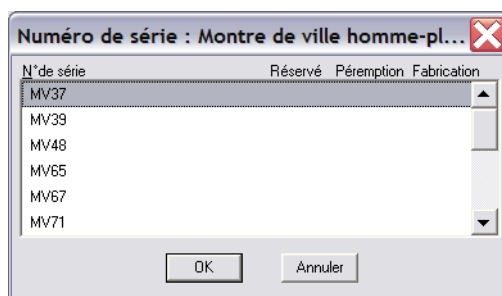 Numéro de série : Montre de ville homme-pl...
N°de série Réservé Péremption Fabrication
MV37
MV39
MV48
MV65
MV67
MV71
OK Annuler